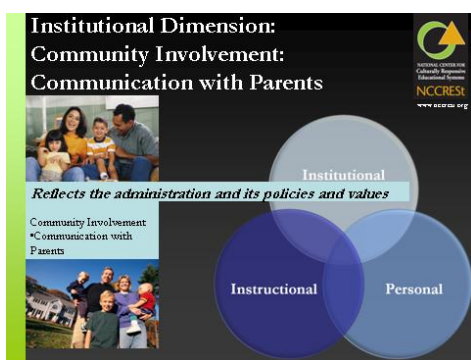 Institutional Dimension:
Community Involvement:
Communication with Parents
NATIONAL CENTER FOR
Culturally Responsive
Educational Systems
NCCRESt
www.nccrest.org
Institutional
Reflects the administration and its policies and values
Community Involvement
▪Communication with
Parents
Instructional
Personal